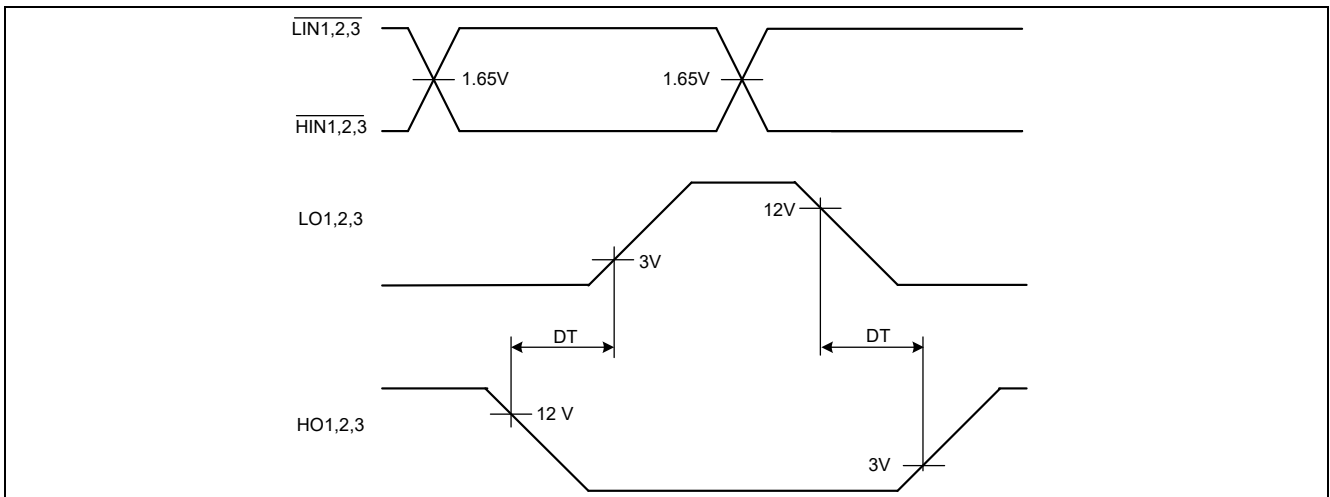 LIN1,2,3
1.65V 1.65V
HIN1,2,3
12V
LO1,2,3
3V
DT DT
12 V
HO1,2,3
3V